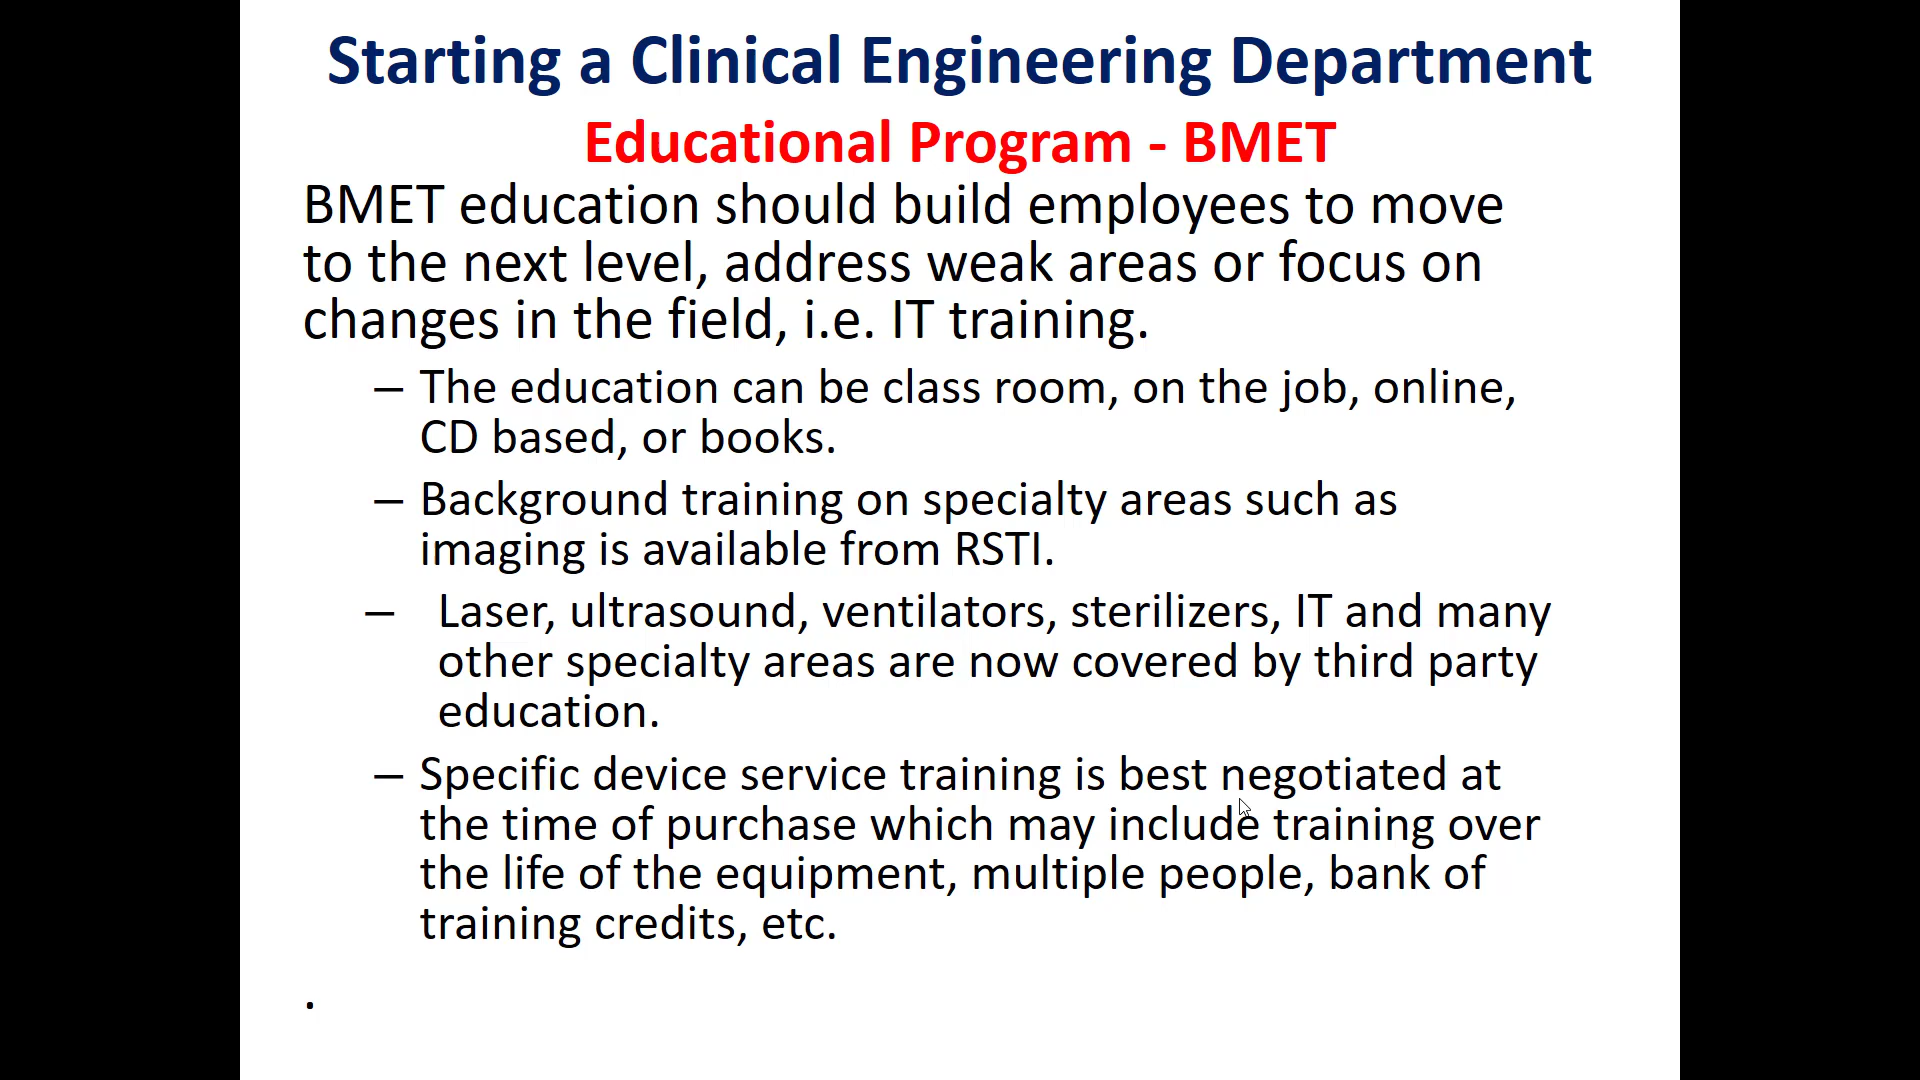 Starting a Clinical Engineering Department
Educational Program - BMET
BMET education should build employees to move
to the next level, address weak areas or focus on
changes in the field, i.e. IT training.
– The education can be class room, on the job, online,
CD based, or books.
– Background training on specialty areas such as
imaging is available from RSTI.
– Laser, ultrasound, ventilators, sterilizers, IT and many
other specialty areas are now covered by third party
education.
– Specific device service training is best negotiated at
the time of purchase which may include training over
the life of the equipment, multiple people, bank of
training credits, etc.
.